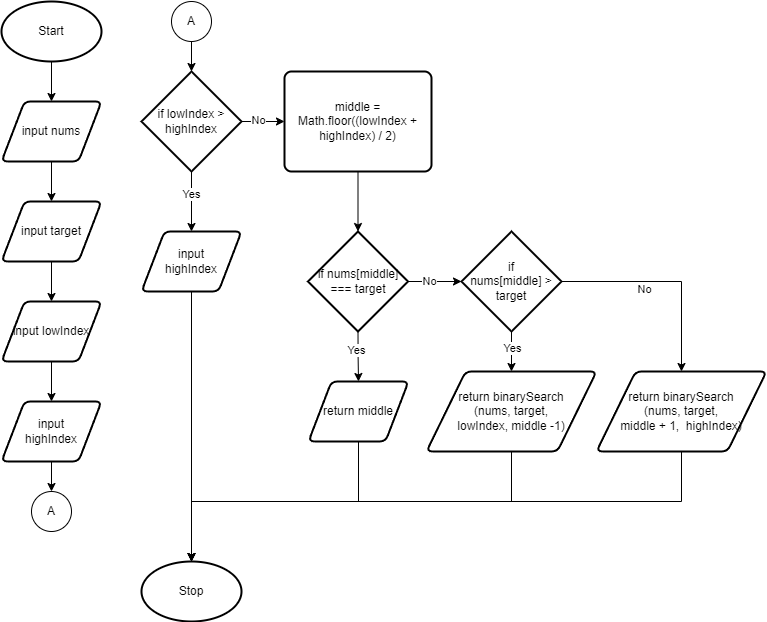 Start
input nums
input target
input lowIndex
input
highIndex
A
A
if lowIndex >
highIndex
No
Yes
input
highIndex
middle =
Math.floor((lowIndex +
highIndex) / 2)
if nums[middle]
=== target
No
Yes
return middle
if
nums[middle] >
target
No
Yes
return binarySearch
(nums, target,
lowIndex, middle -1)
return binarySearch
(nums, target,
middle + 1, highIndex)
Stop